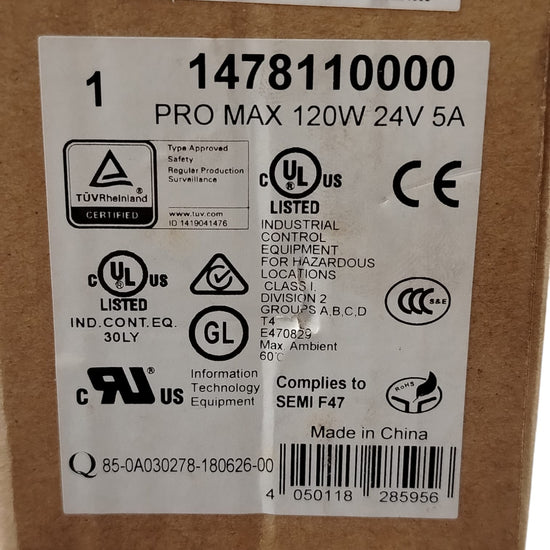 1
1478110000
PRO MAX 120W 24V 5A
TÜVRheinland
CERTIFIED
Type Approved
Safety
Regular Production
Surveillance
www.tuv.com
ID 1419041476
C UL US
LISTED
INDUSTRIAL
CONTROL
EQUIPMENT
FOR HAZARDOUS
LOCATIONS
CLASS I.
DIVISION 2
GROUPS A,B,C,D
T4
E470829
Max. Ambient
60°C
CE
C UL US
LISTED
IND.CONT.EQ.
30LY
GL
CCC S&E
C RU US
Information
Technology
Equipment
Complies to
SEMI F47
RoHS
Made in China
Q 85-0A030278-180626-00
4 050118 285956